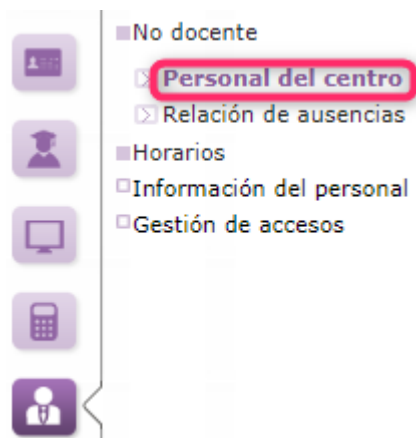 No docente
Personal del centro
Relación de ausencias
Horarios
Información del personal
Gestión de accesos